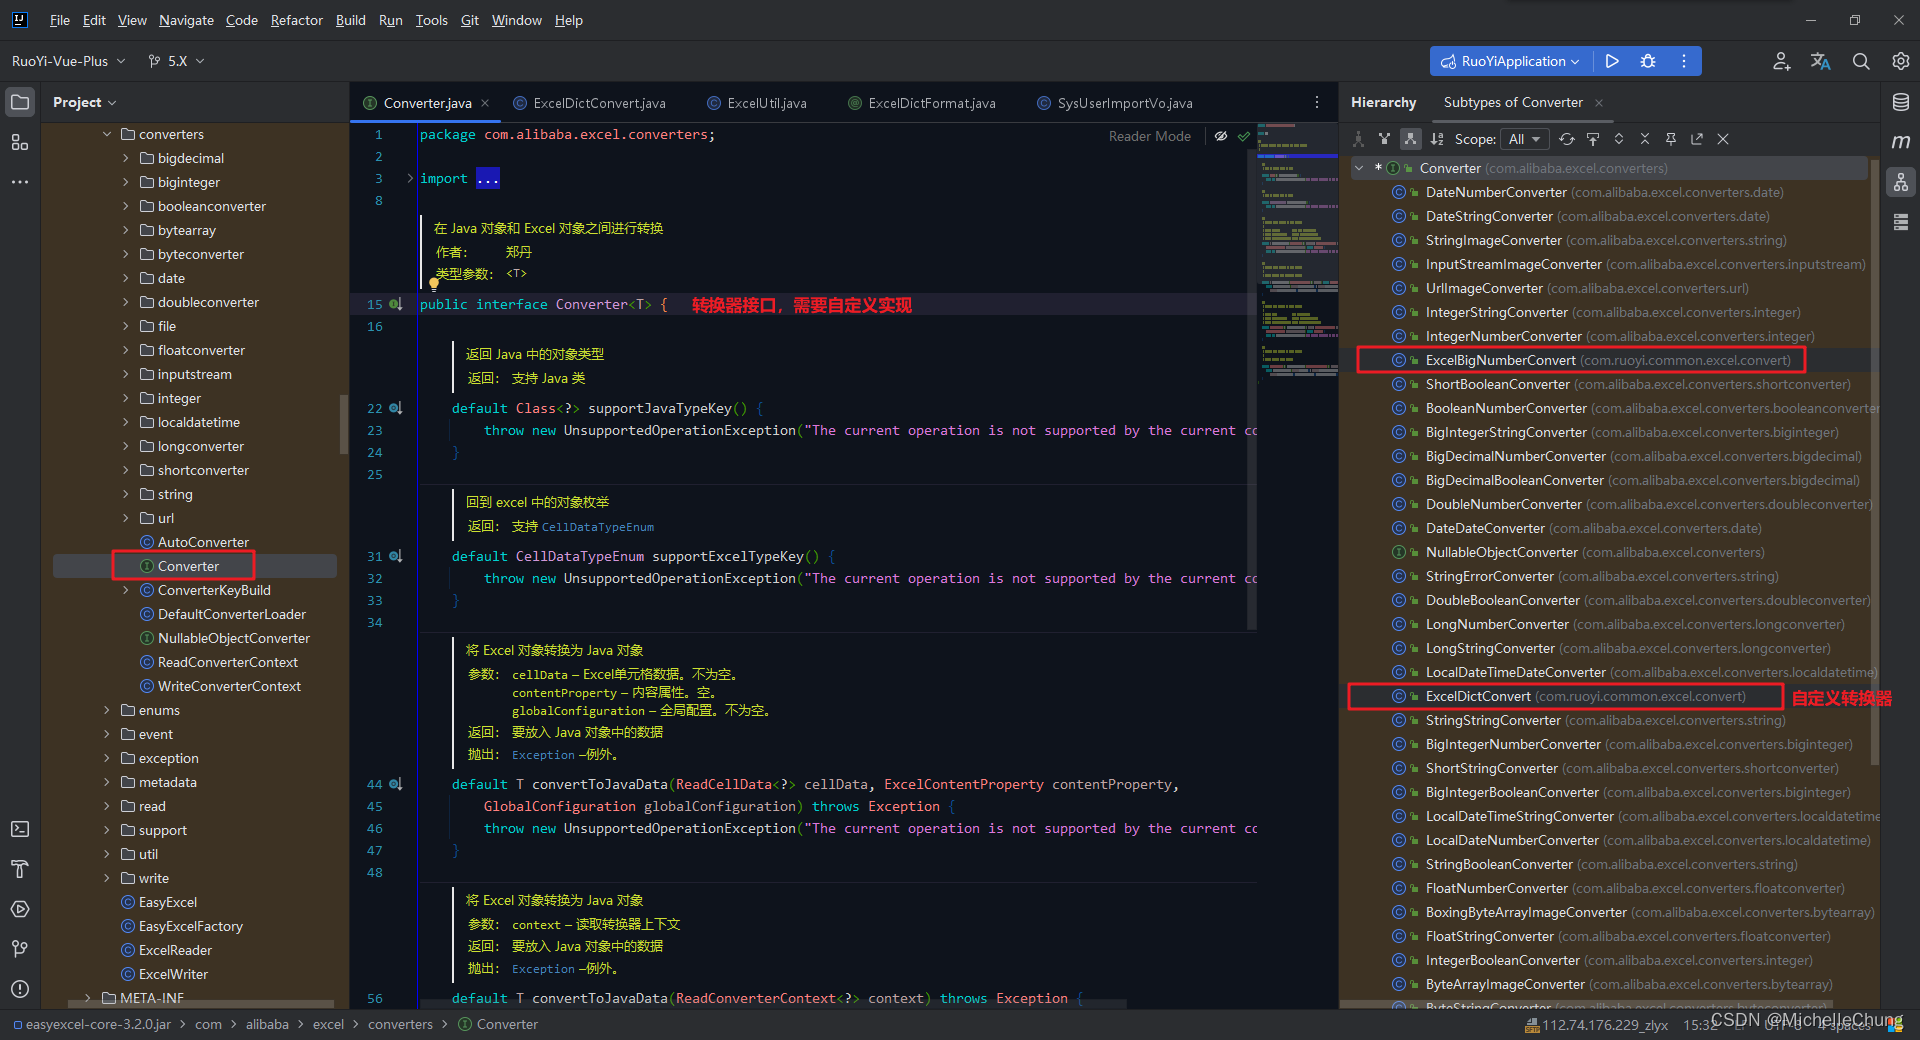 File Edit View Navigate Code Refactor Build Run Tools Git Window Help
RuoYi-Vue-Plus 5.X RuoYiApplication
Project
converters
bigdecimal
biginteger
booleanconverter
bytearray
byteconverter
date
doubleconverter
file
floatconverter
inputstream
integer
localdatetime
longconverter
shortconverter
string
url
AutoConverter
Converter
ConverterKeyBuild
DefaultConverterLoader
NullableObjectConverter
ReadConverterContext
WriteConverterContext
enums
event
exception
metadata
read
support
util
write
EasyExcel
EasyExcelFactory
ExcelReader
ExcelWriter
META-INF
Converter.java ExcelDictConvert.java ExcelUtil.java ExcelDictFormat.java SysUserImportVo.java
Reader Mode
1 package com.alibaba.excel.converters;
2
3 import ...
8
在 Java 对象和 Excel 对象之间进行转换
作者: 郑丹
类型参数: <T>
15 public interface Converter<T> { 转换器接口，需要自定义实现
16
返回 Java 中的对象类型
返回: 支持 Java 类
22 default Class<?> supportJavaTypeKey() {
23 throw new UnsupportedOperationException("The current operation is not supported by the current co
24 }
25
回到 excel 中的对象枚举
返回: 支持 CellDataTypeEnum
31 default CellDataTypeEnum supportExcelTypeKey() {
32 throw new UnsupportedOperationException("The current operation is not supported by the current co
33 }
34
将 Excel 对象转换为 Java 对象
参数: cellData – Excel单元格数据。不为空。
contentProperty – 内容属性。空。
globalConfiguration – 全局配置。不为空。
返回: 要放入 Java 对象中的数据
抛出: Exception –例外。
44 default T convertToJavaData(ReadCellData<?> cellData, ExcelContentProperty contentProperty,
45 GlobalConfiguration globalConfiguration) throws Exception {
46 throw new UnsupportedOperationException("The current operation is not supported by the current co
47 }
48
将 Excel 对象转换为 Java 对象
参数: context – 读取转换器上下文
返回: 要放入 Java 对象中的数据
抛出: Exception –例外。
56 default T convertToJavaData(ReadConverterContext<?> context) throws Exception {
Hierarchy Subtypes of Converter
Scope: All
* Converter (com.alibaba.excel.converters)
DateNumberConverter (com.alibaba.excel.converters.date)
DateStringConverter (com.alibaba.excel.converters.date)
StringImageConverter (com.alibaba.excel.converters.string)
InputStreamImageConverter (com.alibaba.excel.converters.inputstream)
UrlImageConverter (com.alibaba.excel.converters.url)
IntegerStringConverter (com.alibaba.excel.converters.integer)
IntegerNumberConverter (com.alibaba.excel.converters.integer)
ExcelBigNumberConvert (com.ruoyi.common.excel.convert)
ShortBooleanConverter (com.alibaba.excel.converters.shortconverter)
BooleanNumberConverter (com.alibaba.excel.converters.booleanconverter
BigIntegerStringConverter (com.alibaba.excel.converters.biginteger)
BigDecimalNumberConverter (com.alibaba.excel.converters.bigdecimal)
BigDecimalBooleanConverter (com.alibaba.excel.converters.bigdecimal)
DoubleNumberConverter (com.alibaba.excel.converters.doubleconverter)
DateDateConverter (com.alibaba.excel.converters.date)
NullableObjectConverter (com.alibaba.excel.converters)
StringErrorConverter (com.alibaba.excel.converters.string)
DoubleBooleanConverter (com.alibaba.excel.converters.doubleconverter)
LongNumberConverter (com.alibaba.excel.converters.longconverter)
LongStringConverter (com.alibaba.excel.converters.longconverter)
LocalDateTimeDateConverter (com.alibaba.excel.converters.localdatetime)
ExcelDictConvert (com.ruoyi.common.excel.convert) 自定义转换器
StringStringConverter (com.alibaba.excel.converters.string)
BigIntegerNumberConverter (com.alibaba.excel.converters.biginteger)
ShortStringConverter (com.alibaba.excel.converters.shortconverter)
BigIntegerBooleanConverter (com.alibaba.excel.converters.biginteger)
LocalDateTimeStringConverter (com.alibaba.excel.converters.localdatetime
LocalDateNumberConverter (com.alibaba.excel.converters.localdatetime)
StringBooleanConverter (com.alibaba.excel.converters.string)
FloatNumberConverter (com.alibaba.excel.converters.floatconverter)
BoxingByteArrayImageConverter (com.alibaba.excel.converters.bytearray)
FloatStringConverter (com.alibaba.excel.converters.floatconverter)
IntegerBooleanConverter (com.alibaba.excel.converters.integer)
ByteArrayImageConverter (com.alibaba.excel.converters.bytearray)
ByteStringConverter (com.alibaba.excel.converters.byteconverter)
easyexcel-core-3.2.0.jar com alibaba excel converters Converter
112.74.176.229_zlyx 15:32 LF UTF-8 4 spaces
CSDN @MichelleChung